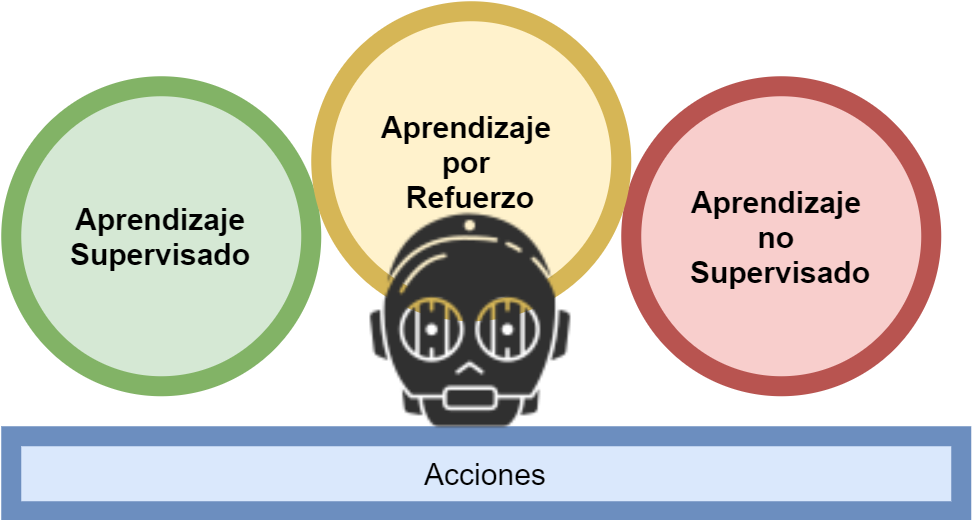 Aprendizaje
Supervisado
Aprendizaje
por
Refuerzo
Aprendizaje
no
Supervisado
Acciones